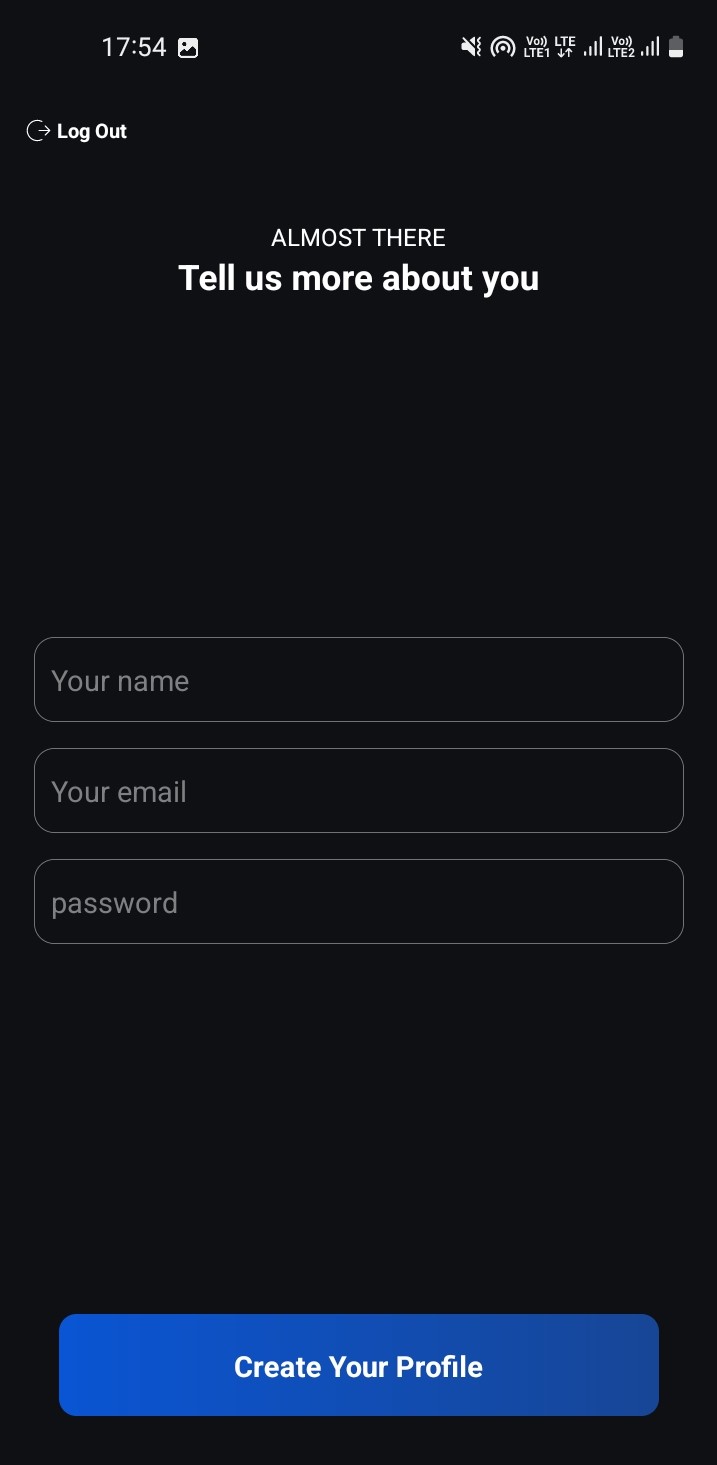 17:54
Vo)) LTE1 LTE Vo)) LTE2
Log Out
ALMOST THERE
Tell us more about you
Your name
Your email
password
Create Your Profile